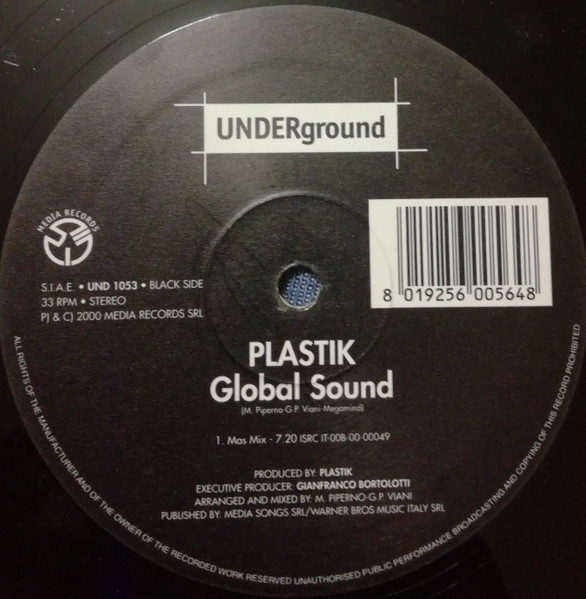 UNDERground
MEDIA RECORDS
8 019256 005648
S.I.A.E. • UND 1053 • BLACK SIDE
33 RPM • STEREO
P) & C) 2000 MEDIA RECORDS SRL
PLASTIK
Global Sound
(M. Piperno-G.P. Viani-Megamind)
1. Mas Mix - 7.20 ISRC IT-00B-00-00049
PRODUCED BY: PLASTIK
EXECUTIVE PRODUCER: GIANFRANCO BORTOLOTTI
ARRANGED AND MIXED BY: M. PIPERNO-G.P. VIANI
PUBLISHED BY: MEDIA SONGS SRL/WARNER BROS MUSIC ITALY SRL
ALL RIGHTS OF THE MANUFACTURER AND OF THE OWNER OF THE RECORDED WORK RESERVED UNAUTHORISED PUBLIC PERFORMANCE BROADCASTING AND COPYING OF THIS RECORD PROHIBITED